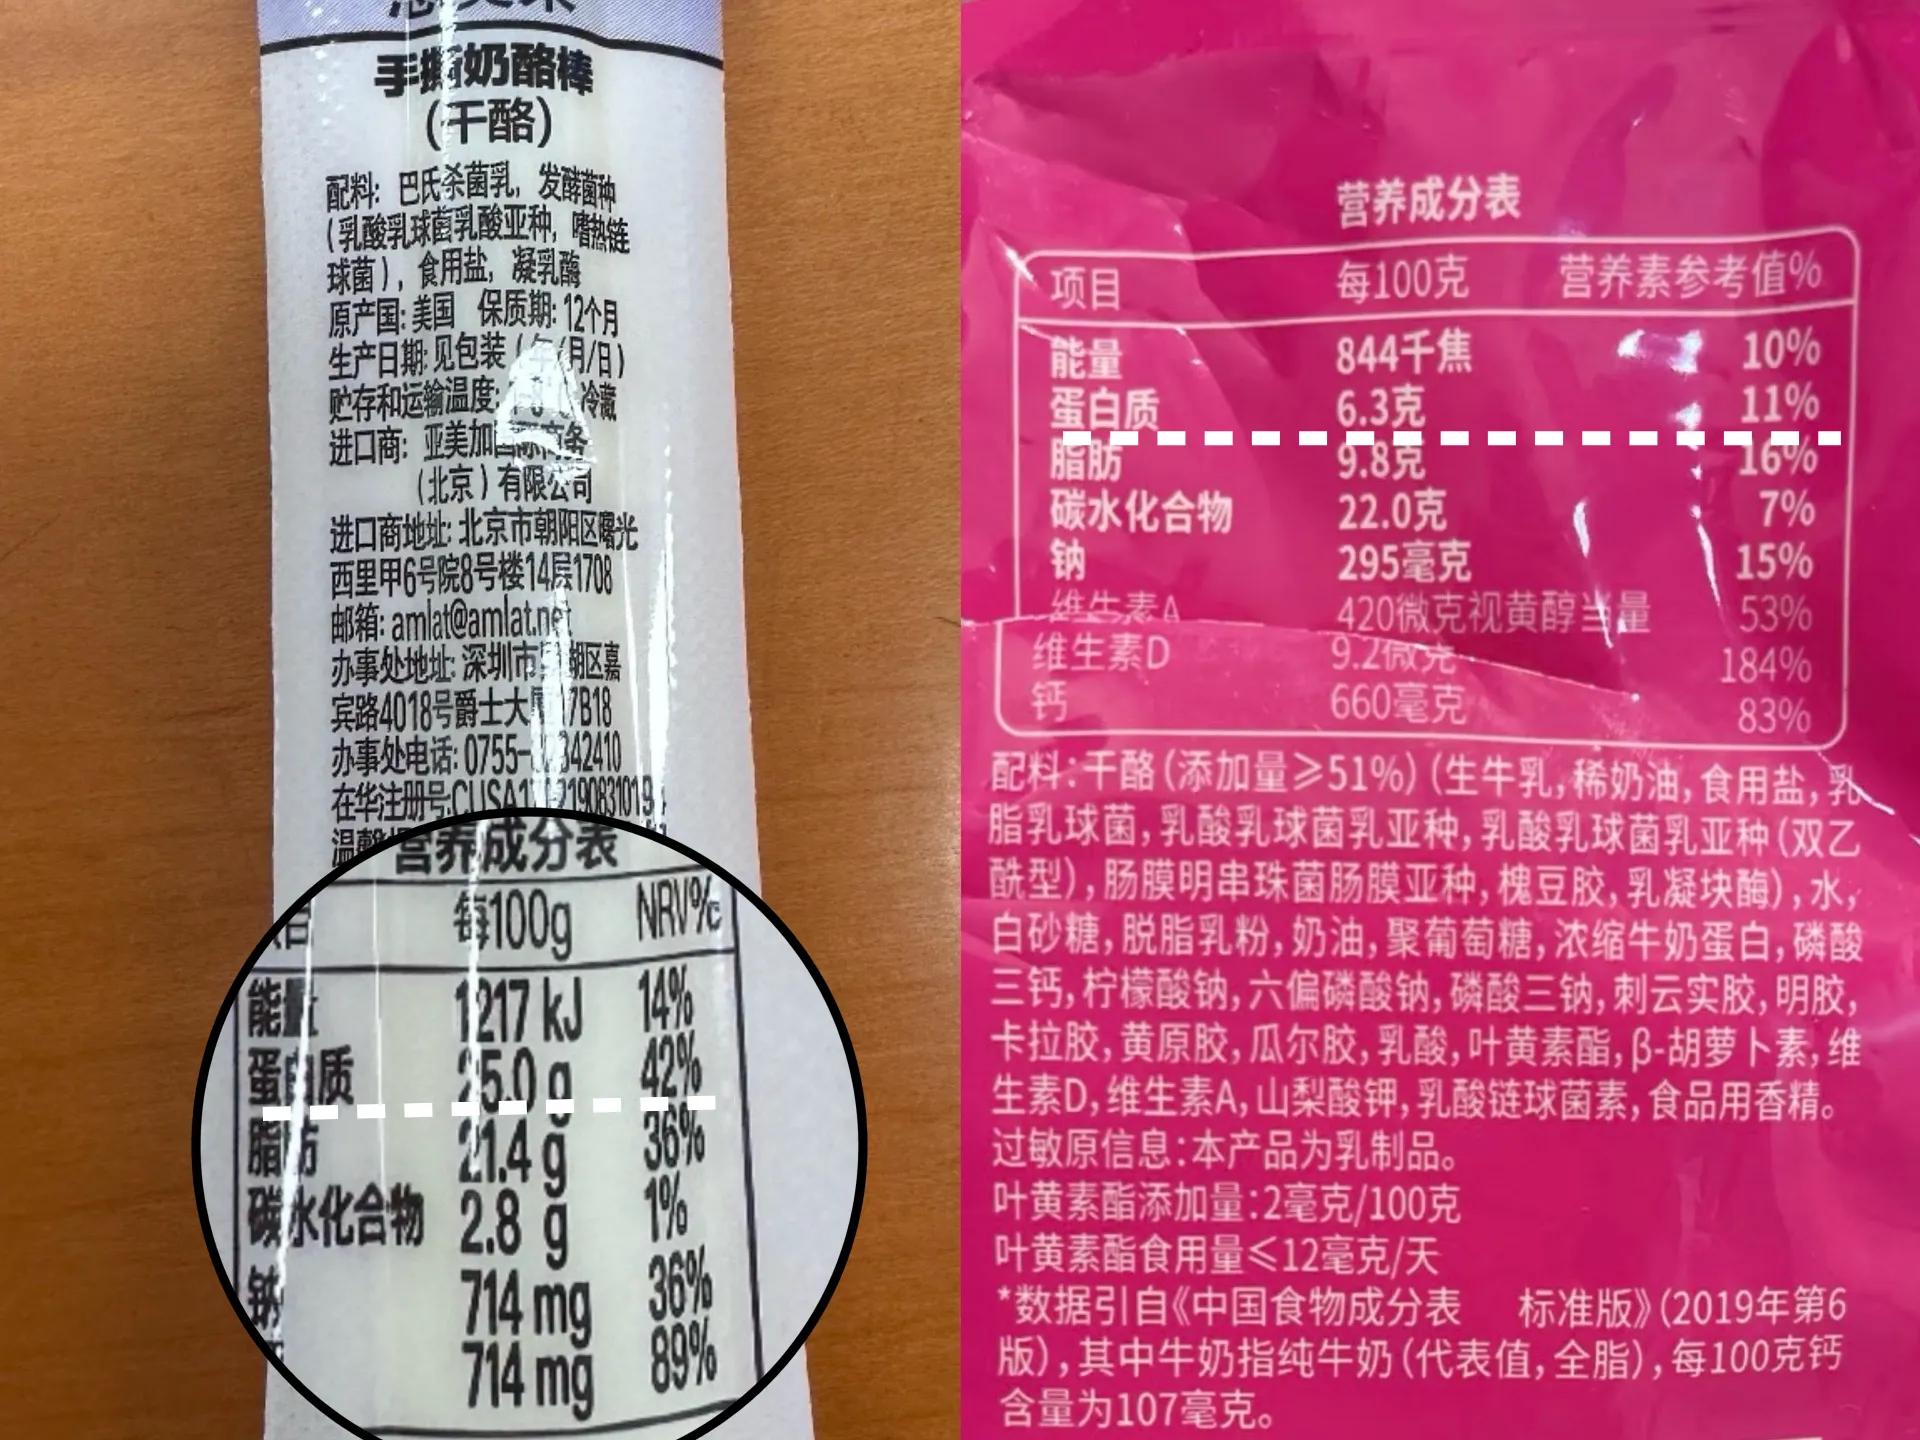 手撕奶酪棒
(干酪)
配料: 巴氏杀菌乳, 发酵菌种
(乳酸乳球菌乳酸亚种, 嗜热链
球菌), 食用盐, 凝乳酶
原产国: 美国 保质期: 12个月
生产日期: 见包装 (年/月/日)
贮存和运输温度: 冷藏
进口商: 亚美加国际商务
(北京) 有限公司
进口商地址: 北京市朝阳区曙光
西里甲6号院8号楼14层1708
邮箱: amlat@amlat.net
办事处地址: 深圳市 湖区嘉
宾路4018号爵士大厦 7B18
办事处电话: 0755- 342410
在华注册号:
营养成分表
每100g NRV%
能量 1217 kJ 14%
蛋白质 25.0 g 42%
脂肪 21.4 g 36%
碳水化合物 2.8 g 1%
钠 714 mg 36%
714 mg 89%
营养成分表
项目 每100克 营养素参考值%
能量 844千焦 10%
蛋白质 6.3克 11%
脂肪 9.8克 16%
碳水化合物 22.0克 7%
钠 295毫克 15%
维生素A 420微克视黄醇当量 53%
维生素D 9.2微克 184%
钙 660毫克 83%
配料:干酪(添加量≥51%)(生牛乳,稀奶油,食用盐,乳
脂乳球菌,乳酸乳球菌乳亚种,乳酸乳球菌乳亚种(双乙
酰型),肠膜明串珠菌肠膜亚种,槐豆胶,乳凝块酶),水,
白砂糖,脱脂乳粉,奶油,聚葡萄糖,浓缩牛奶蛋白,磷酸
三钙,柠檬酸钠,六偏磷酸钠,磷酸三钠,刺云实胶,明胶,
卡拉胶,黄原胶,瓜尔胶,乳酸,叶黄素酯,β-胡萝卜素,维
生素D,维生素A,山梨酸钾,乳酸链球菌素,食品用香精。
过敏原信息:本产品为乳制品。
叶黄素酯添加量:2毫克/100克
叶黄素酯食用量≤12毫克/天
*数据引自《中国食物成分表 标准版》(2019年第6
版),其中牛奶指纯牛奶(代表值,全脂),每100克钙
含量为107毫克。